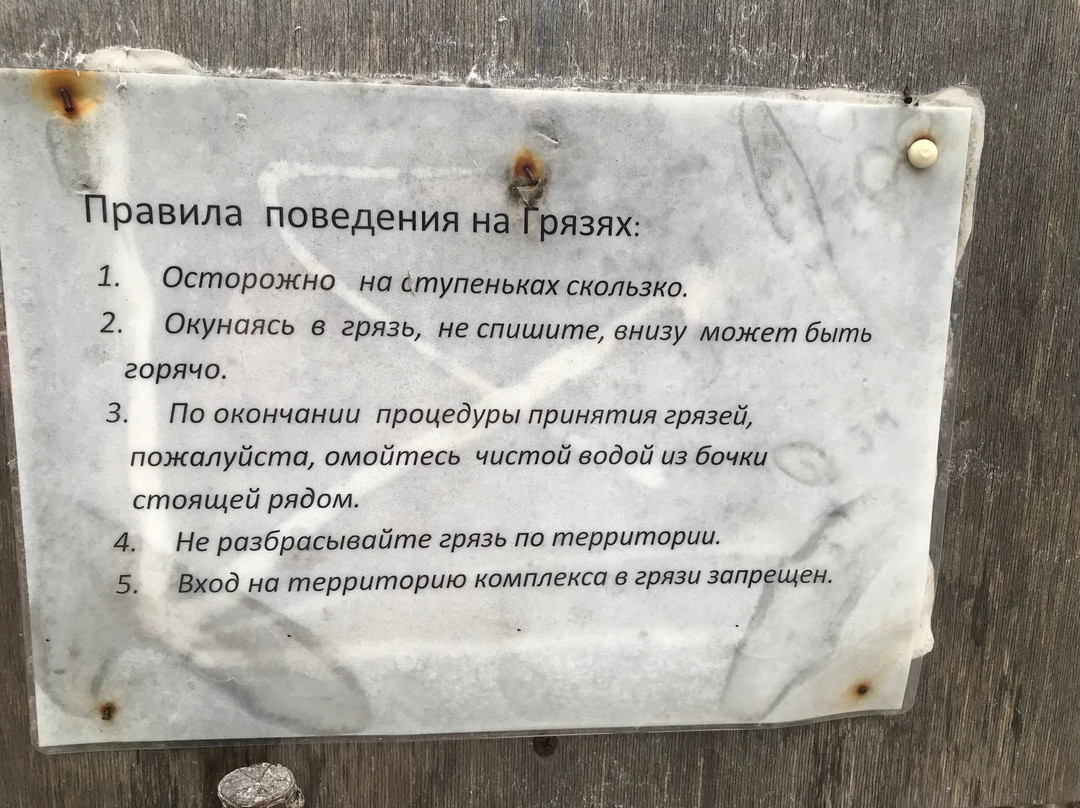 Правила поведения на Грязях:
1. Осторожно на ступеньках скользко.
2. Окунаясь в грязь, не спишите, внизу может быть
горячо.
3. По окончании процедуры принятия грязей,
пожалуйста, омойтесь чистой водой из бочки
стоящей рядом.
4. Не разбрасывайте грязь по территории.
5. Вход на территорию комплекса в грязи запрещен.